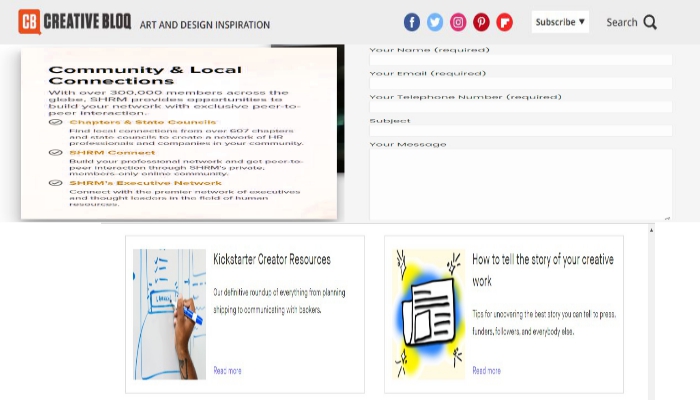 CB CREATIVE BLOQ ART AND DESIGN INSPIRATION
Subscribe ▼
Search
Community & Local
Connections
With over 300,000 members across the
globe, SHRM provides opportunities to
build your network with exclusive peer-to-
peer interaction.
Chapters & State Councils
Find local connections from over 607 chapters
and state councils to create a network of HR
professionals and companies in your community.
SHRM Connect
Build your professional network and get peer-to-
peer interaction through SHRM's private,
members-only online community.
SHRM's Executive Network
Connect with the premier network of executives
and thought leaders in the field of human
resources.
Your Name (required)
Your Email (required)
Your Telephone Number (required)
Subject
Your Message
Kickstarter Creator Resources
Our definitive roundup of everything from planning
shipping to communicating with backers.
Read more
How to tell the story of your creative
work
Tips for uncovering the best story you can tell to press,
funders, followers, and everybody else.
Read more